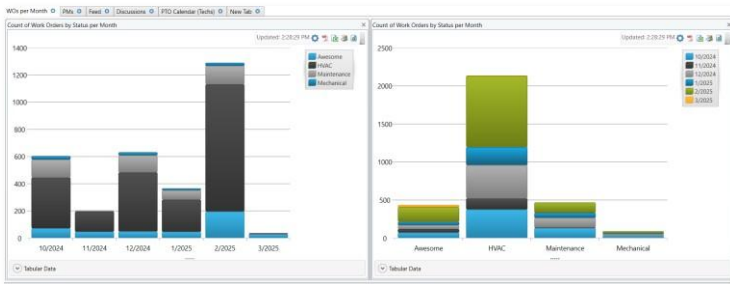 WOs per Month PMs Feed Discussions PTO Calendar (Techs) New Tab
Count of Work Orders by Status per Month
Updated: 2:28:29 PM
1400
1200
1000
800
600
400
200
0
10/2024 11/2024 12/2024 1/2025 2/2025 3/2025
Awesome
HVAC
Maintenance
Mechanical
Tabular Data
Count of Work Orders by Status per Month
Updated: 2:28:29 PM
2500
2000
1500
1000
500
0
Awesome HVAC Maintenance Mechanical
10/2024
11/2024
12/2024
1/2025
2/2025
3/2025
Tabular Data